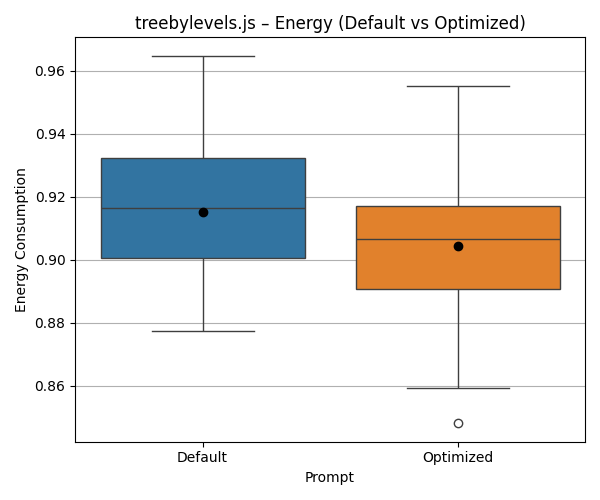 treebylevels.js – Energy (Default vs Optimized)
Energy Consumption
0.96
0.94
0.92
0.90
0.88
0.86
Default
Optimized
Prompt